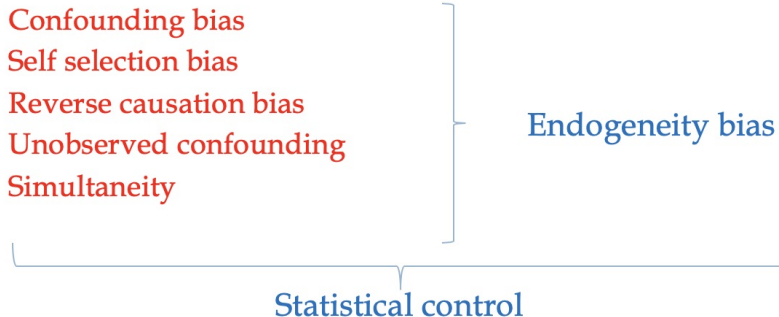 Confounding bias
Self selection bias
Reverse causation bias
Unobserved confounding
Simultaneity
Endogeneity bias
Statistical control